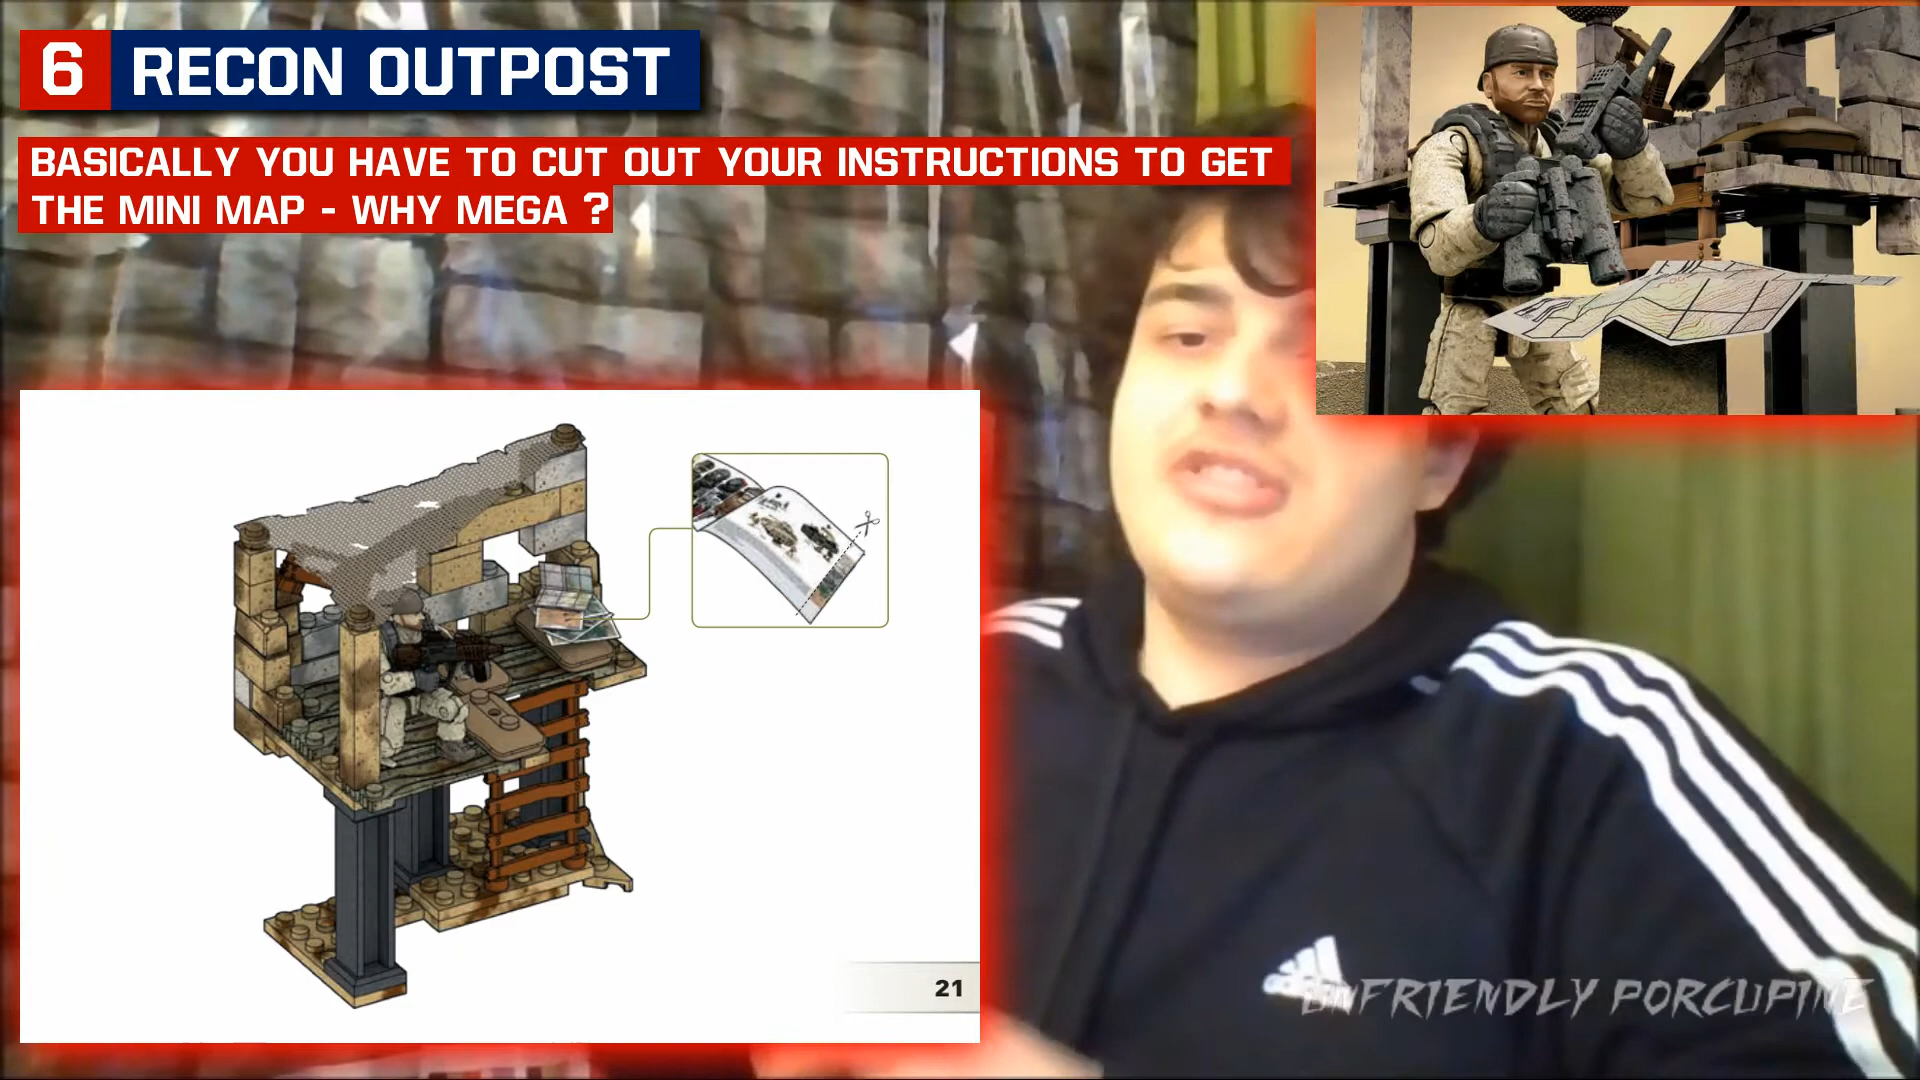 6 RECON OUTPOST
BASICALLY YOU HAVE TO CUT OUT YOUR INSTRUCTIONS TO GET
THE MINI MAP - WHY MEGA ?
21
UNFRIENDLY PORCUPINE